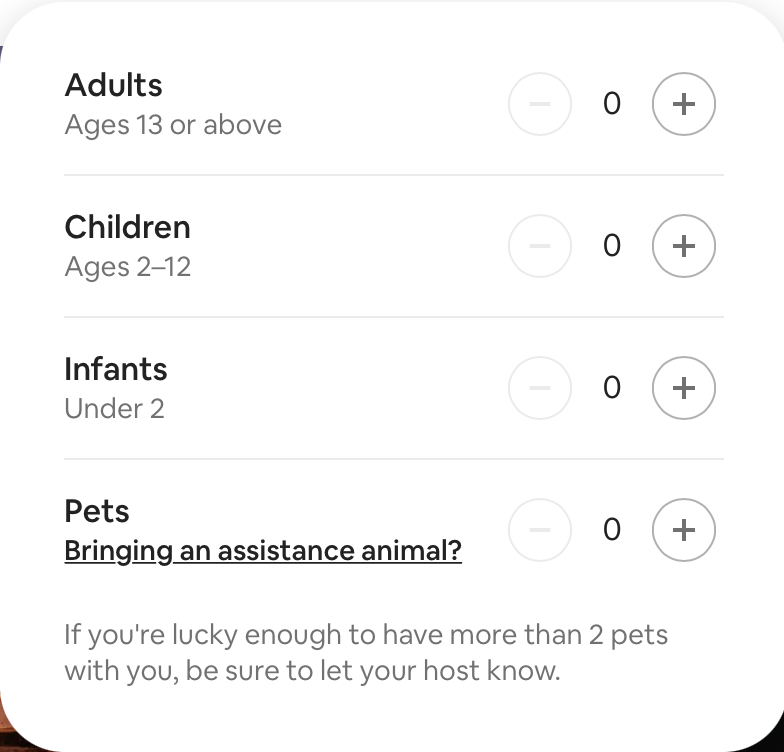 Adults
Ages 13 or above
0
Children
Ages 2–12
0
Infants
Under 2
0
Pets
Bringing an assistance animal?
0
If you're lucky enough to have more than 2 pets
with you, be sure to let your host know.